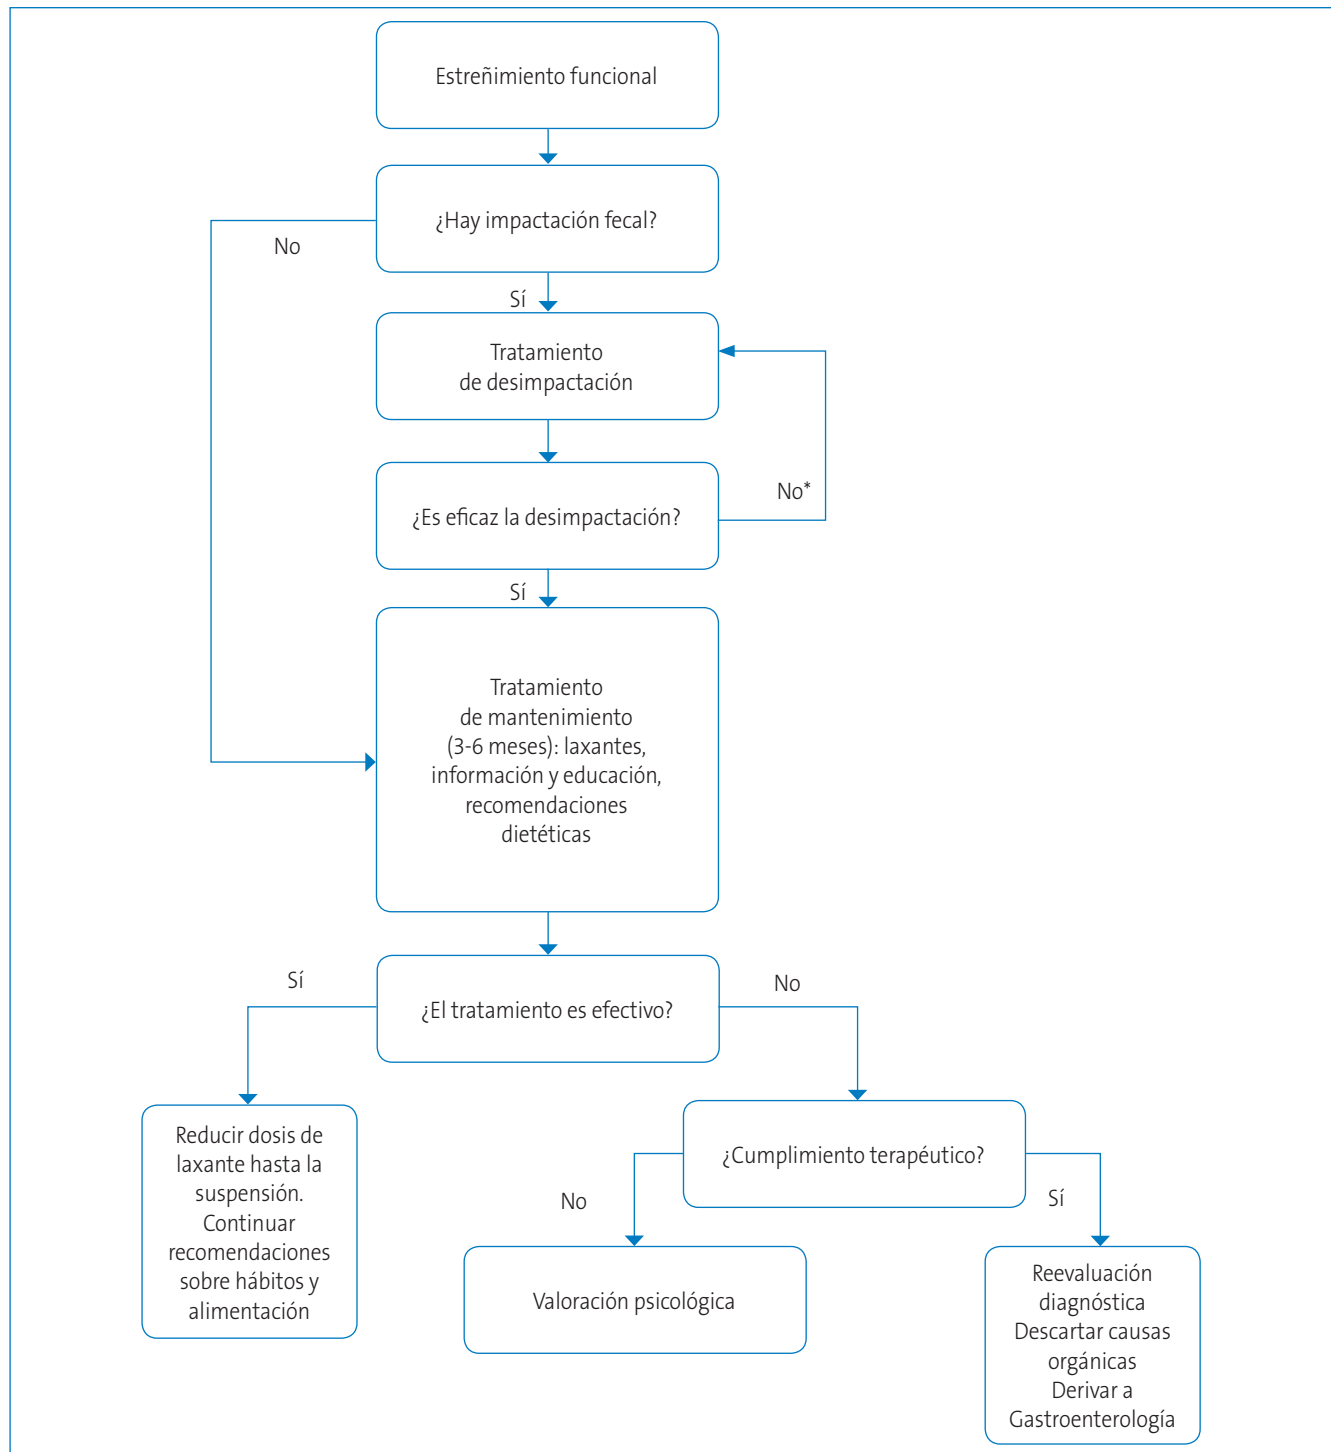 Estreñimiento funcional
¿Hay impactación fecal?
No
Sí
Tratamiento
de desimpactación
¿Es eficaz la desimpactación?
No*
Sí
Tratamiento
de mantenimiento
(3-6 meses): laxantes,
información y educación,
recomendaciones
dietéticas
Sí
¿El tratamiento es efectivo?
No
Reducir dosis de
laxante hasta la
suspensión.
Continuar
recomendaciones
sobre hábitos y
alimentación
¿Cumplimiento terapéutico?
No
Sí
Valoración psicológica
Reevaluación
diagnóstica
Descartar causas
orgánicas
Derivar a
Gastroenterología